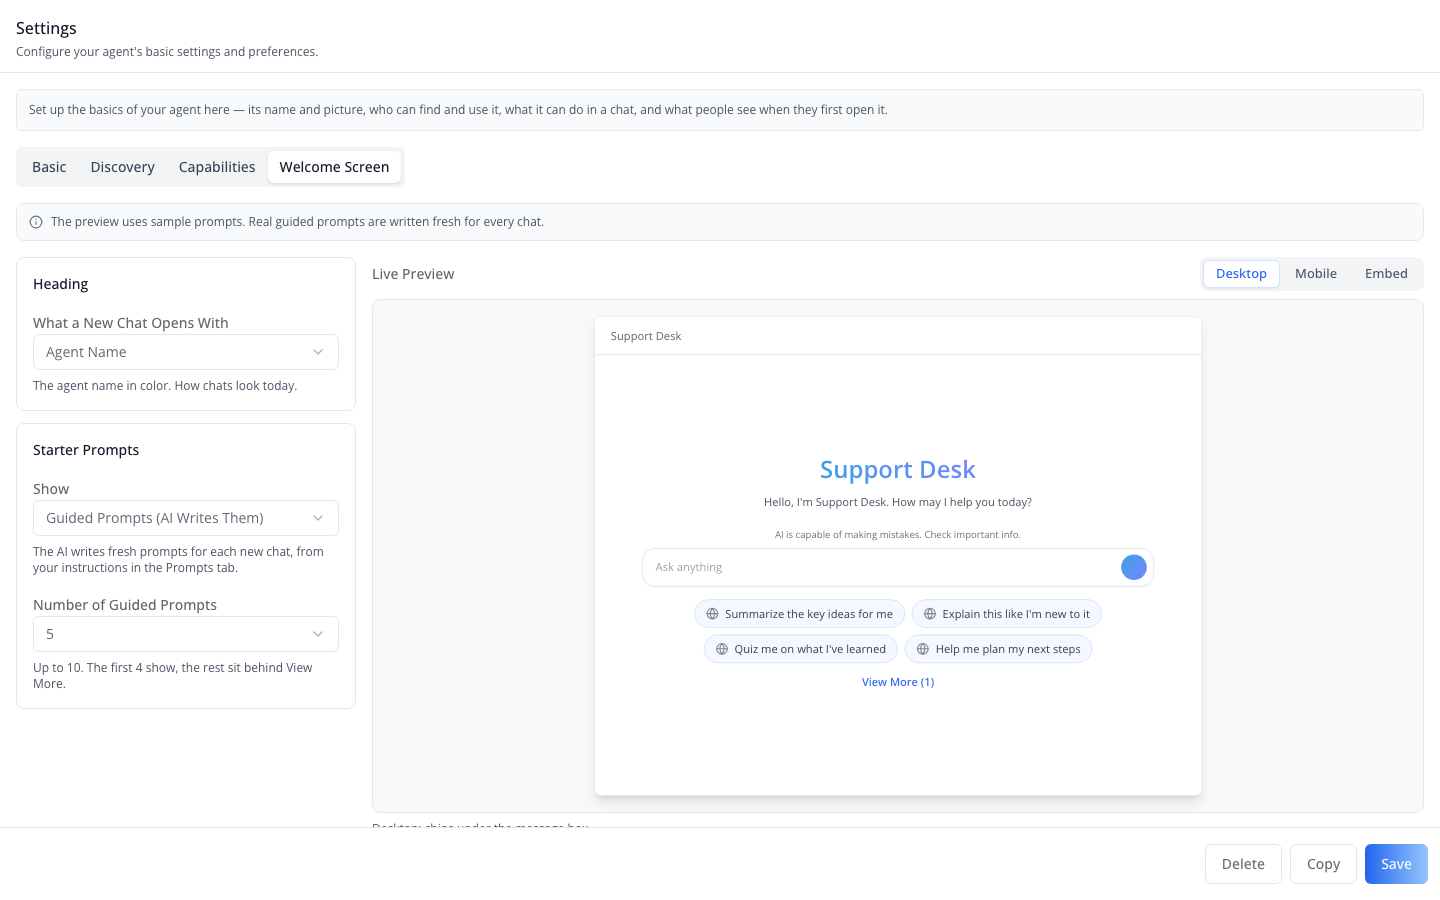 Settings
Configure your agent's basic settings and preferences.
Set up the basics of your agent here — its name and picture, who can find and use it, what it can do in a chat, and what people see when they first open it.
Basic
Discovery
Capabilities
Welcome Screen
The preview uses sample prompts. Real guided prompts are written fresh for every chat.
Heading
What a New Chat Opens With
Agent Name
The agent name in color. How chats look today.
Starter Prompts
Show
Guided Prompts (AI Writes Them)
The AI writes fresh prompts for each new chat, from
your instructions in the Prompts tab.
Number of Guided Prompts
5
Up to 10. The first 4 show, the rest sit behind View
More.
Live Preview
Desktop
Mobile
Embed
Support Desk
Support Desk
Hello, I'm Support Desk. How may I help you today?
AI is capable of making mistakes. Check important info.
Ask anything
Summarize the key ideas for me
Explain this like I'm new to it
Quiz me on what I've learned
Help me plan my next steps
View More (1)
Desktop: chips under the message box
Delete
Copy
Save